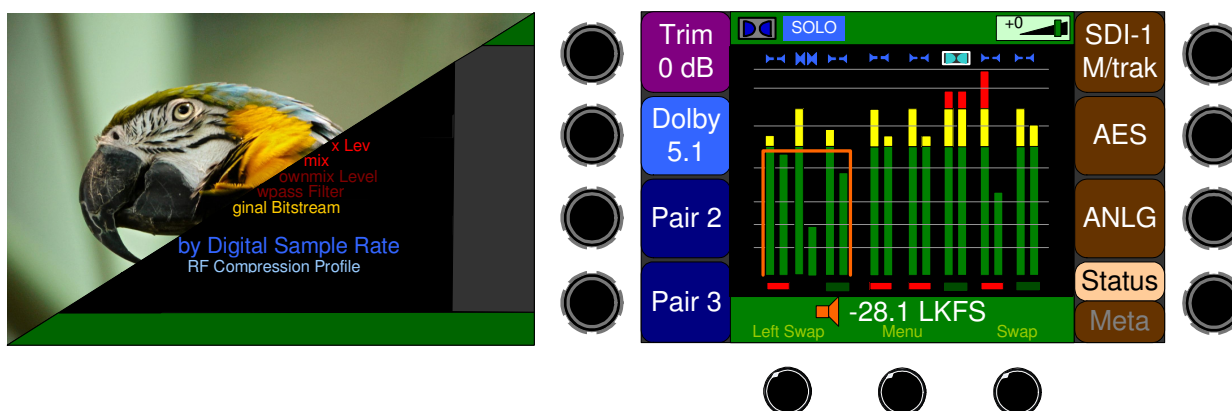 x Lev
mix
ownmix Level
wpass Filter
ginal Bitstream
by Digital Sample Rate
RF Compression Profile
Trim
0 dB
Dolby
5.1
Pair 2
Pair 3
SOLO
+0
-28.1 LKFS
Left Swap
Menu
Swap
SDI-1
M/trak
AES
ANLG
Status
Meta